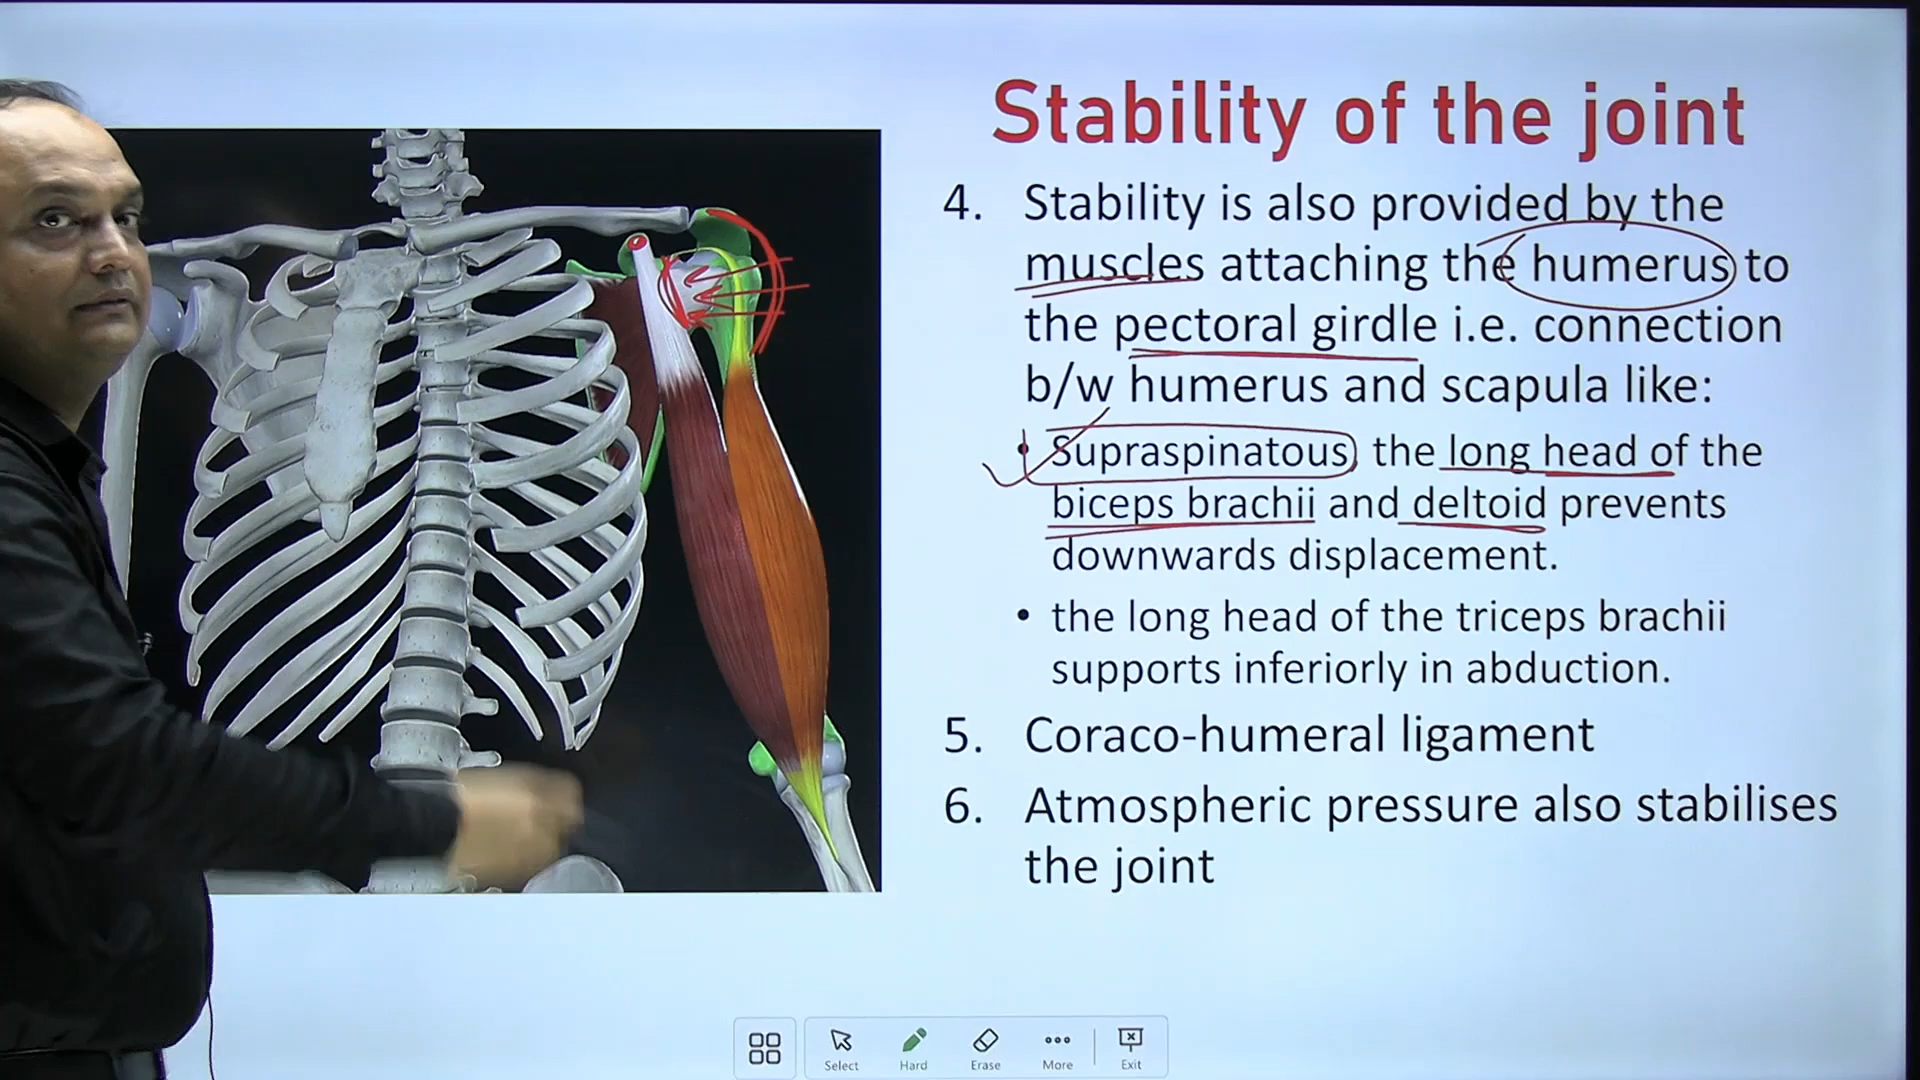 Stability of the joint
4. Stability is also provided by the
muscles attaching the humerus to
the pectoral girdle i.e. connection
b/w humerus and scapula like:
• Supraspinatous, the long head of the
biceps brachii and deltoid prevents
downwards displacement.
• the long head of the triceps brachii
supports inferiorly in abduction.
5. Coraco-humeral ligament
6. Atmospheric pressure also stabilises
the joint
Select Hard Erase More Exit